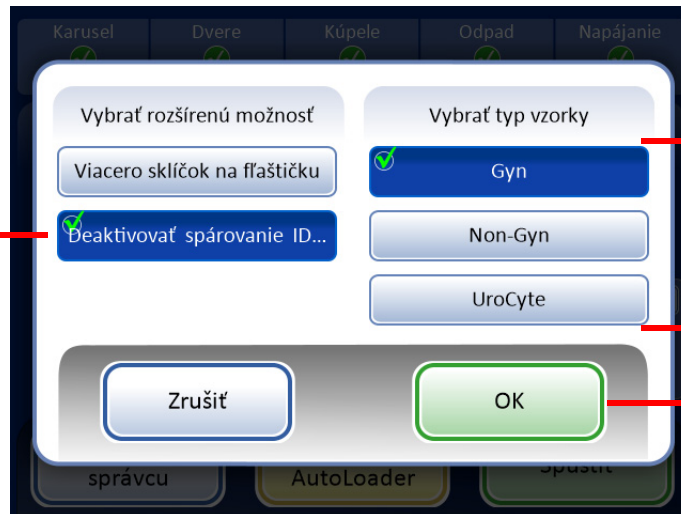 Karusel Dvere Kúpele Odpad Napájanie
Vybrať rozšírenú možnosť
Vybrať typ vzorky
Viacero sklíčok na fľaštičku
Gyn
Deaktivovať spárovanie ID...
Non-Gyn
UroCyte
Zrušiť
OK
správcu
AutoLoader
Spustiť